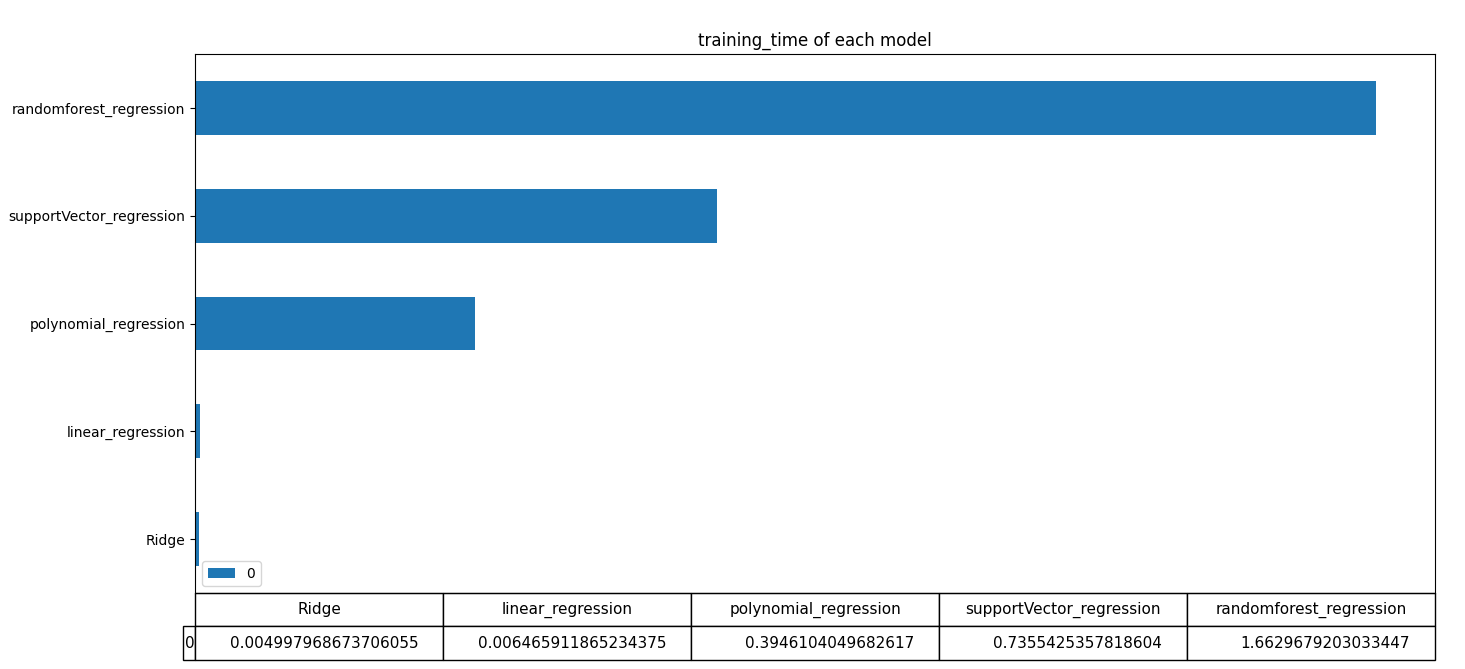 training_time of each model
randomforest_regression
supportVector_regression
polynomial_regression
linear_regression
Ridge
0
Ridge linear_regression polynomial_regression supportVector_regression randomforest_regression
0 0.004997968673706055 0.006465911865234375 0.3946104049682617 0.7355425357818604 1.6629679203033447